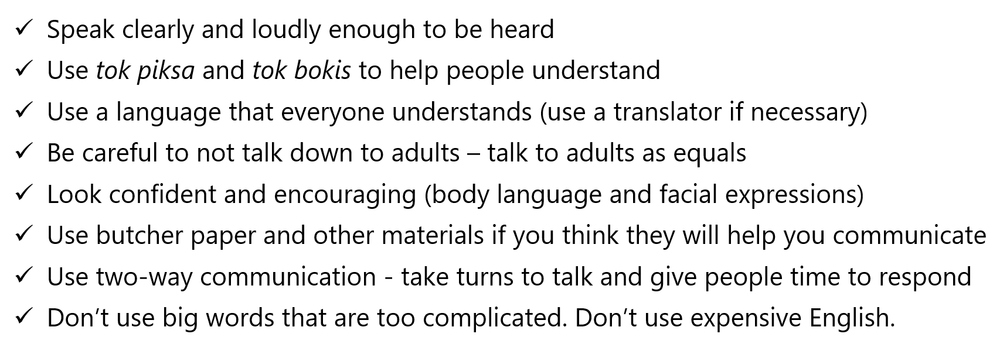 ✓ Speak clearly and loudly enough to be heard
✓ Use tok piksa and tok bokis to help people understand
✓ Use a language that everyone understands (use a translator if necessary)
✓ Be careful to not talk down to adults – talk to adults as equals
✓ Look confident and encouraging (body language and facial expressions)
✓ Use butcher paper and other materials if you think they will help you communicate
✓ Use two-way communication - take turns to talk and give people time to respond
✓ Don’t use big words that are too complicated. Don’t use expensive English.